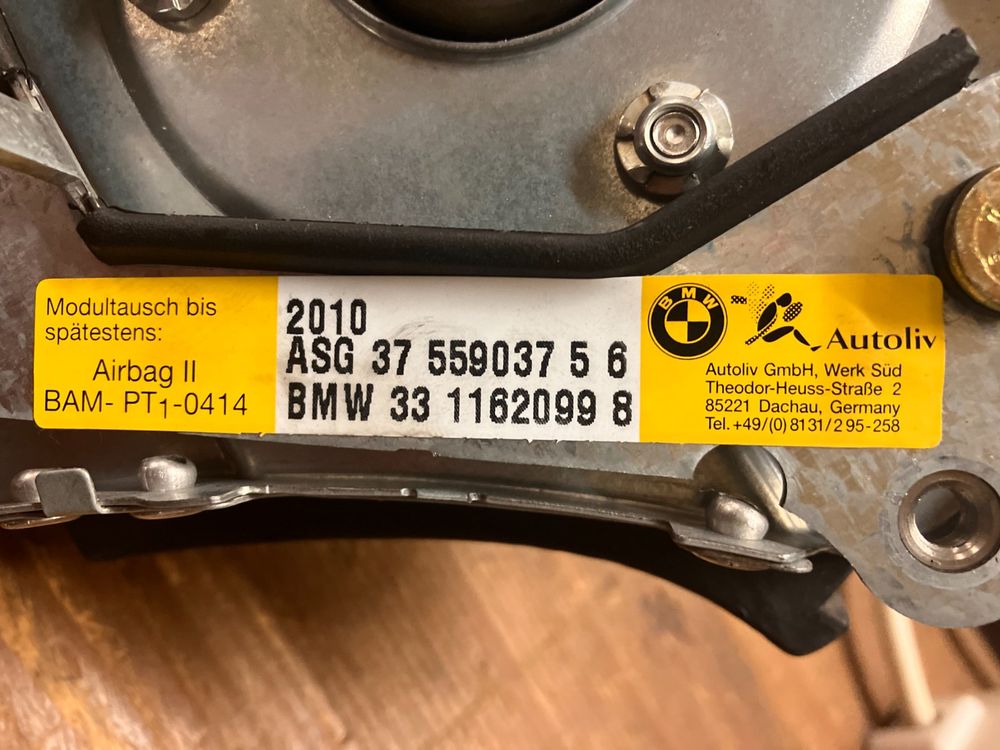 Modultausch bis
spätestens:
Airbag II
BAM- PT1-0414
2010
ASG 37 559037 5 6
BMW 33 1162099 8
BMW
Autoliv
Autoliv GmbH, Werk Süd
Theodor-Heuss-Straße 2
85221 Dachau, Germany
Tel. +49/(0) 8131/2 95-258